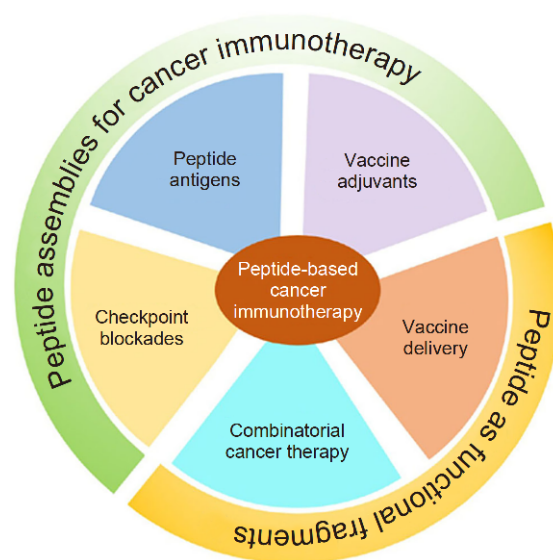 Peptide assemblies for cancer immunotherapy
Peptide
antigens
Vaccine
adjuvants
Peptide-based
cancer
immunotherapy
Checkpoint
blockades
Vaccine
delivery
Combinatorial
cancer therapy
Peptide as functional fragments